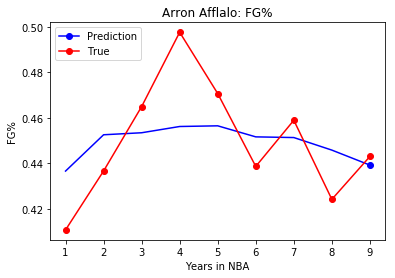 Arron Afflalo: FG%
Prediction
True
FG%
0.50
0.48
0.46
0.44
0.42
1 2 3 4 5 6 7 8 9
Years in NBA